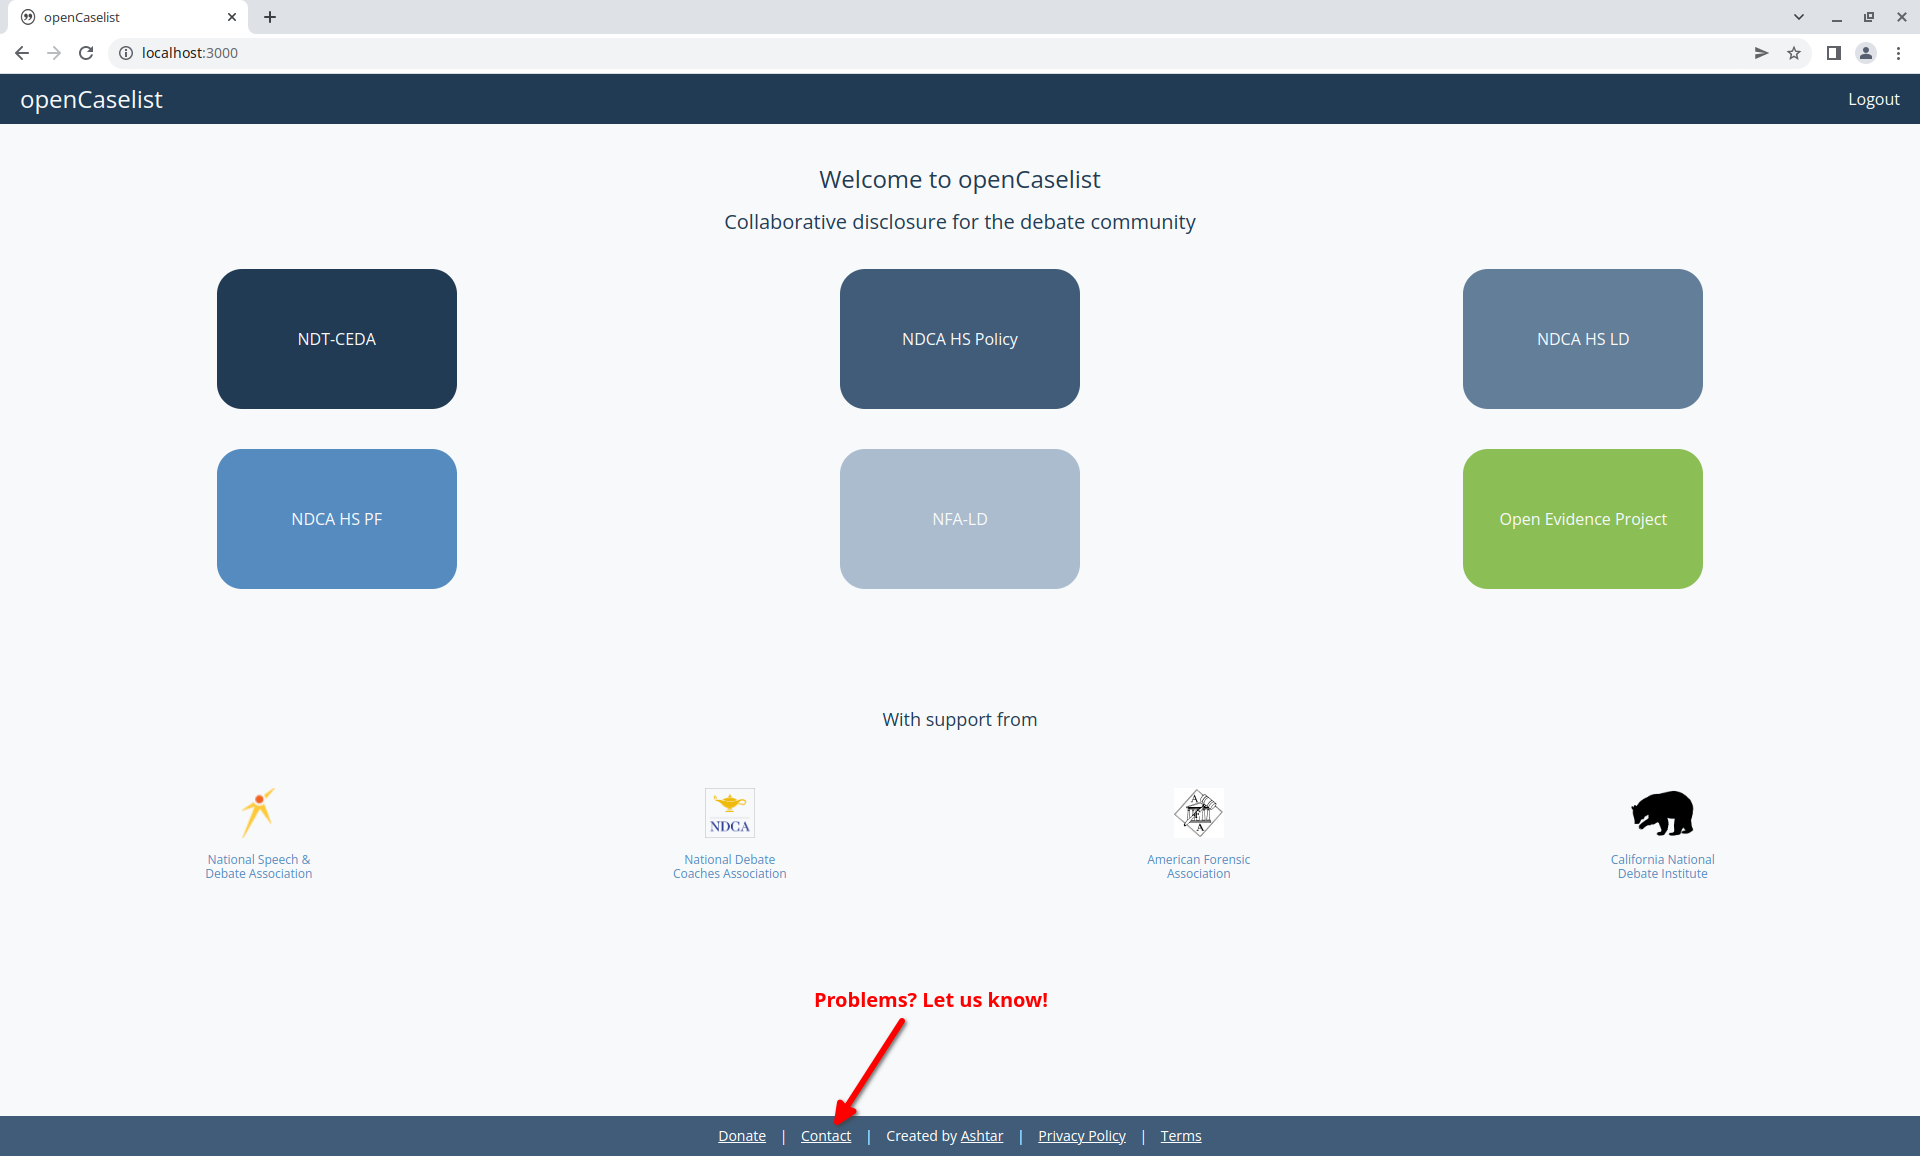 openCaselist
localhost:3000
openCaselist
Logout
Welcome to openCaselist
Collaborative disclosure for the debate community
NDT-CEDA
NDCA HS Policy
NDCA HS LD
NDCA HS PF
NFA-LD
Open Evidence Project
With support from
NDCA
A
F
A
National Speech &
Debate Association
National Debate
Coaches Association
American Forensic
Association
California National
Debate Institute
Problems? Let us know!
Donate | Contact | Created by Ashtar | Privacy Policy | Terms